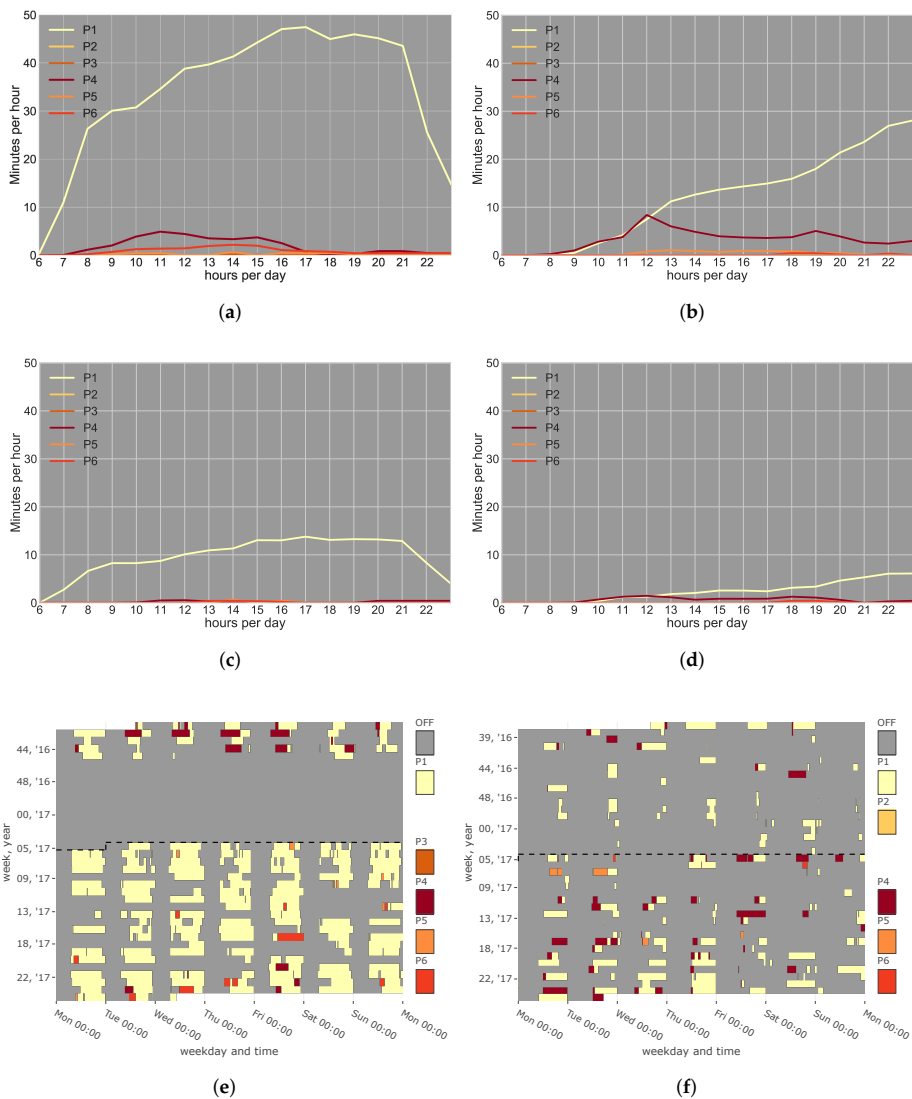 50
40
30
20
10
0
Minutes per hour
P1
P2
P3
P4
P5
P6
6 7 8 9 10 11 12 13 14 15 16 17 18 19 20 21 22
hours per day
(a)
50
40
30
20
10
0
Minutes per hour
P1
P2
P3
P4
P5
P6
6 7 8 9 10 11 12 13 14 15 16 17 18 19 20 21 22
hours per day
(b)
50
40
30
20
10
0
Minutes per hour
P1
P2
P3
P4
P5
P6
6 7 8 9 10 11 12 13 14 15 16 17 18 19 20 21 22
hours per day
(c)
50
40
30
20
10
0
Minutes per hour
P1
P2
P3
P4
P5
P6
6 7 8 9 10 11 12 13 14 15 16 17 18 19 20 21 22
hours per day
(d)
week, year
44, '16
48, '16
00, '17
05, '17
09, '17
13, '17
18, '17
22, '17
OFF
P1
P3
P4
P5
P6
Mon 00:00 Tue 00:00 Wed 00:00 Thu 00:00 Fri 00:00 Sat 00:00 Sun 00:00 Mon 00:00
weekday and time
(e)
week, year
39, '16
44, '16
48, '16
00, '17
05, '17
09, '17
13, '17
18, '17
22, '17
OFF
P1
P2
P4
P5
P6
Mon 00:00 Tue 00:00 Wed 00:00 Thu 00:00 Fri 00:00 Sat 00:00 Sun 00:00 Mon 00:00
weekday and time
(f)